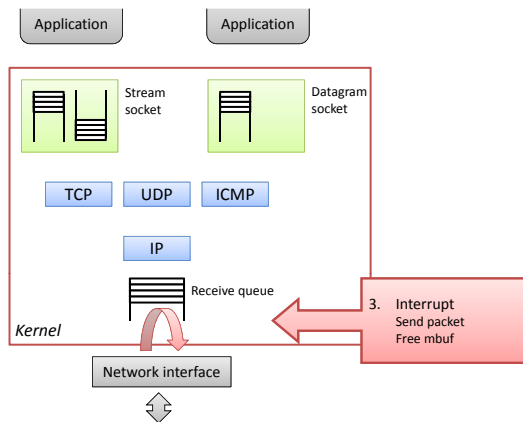 Application
Application
Stream
socket
Datagram
socket
TCP
UDP
ICMP
IP
Receive queue
3. Interrupt
Send packet
Free mbuf
Kernel
Network interface